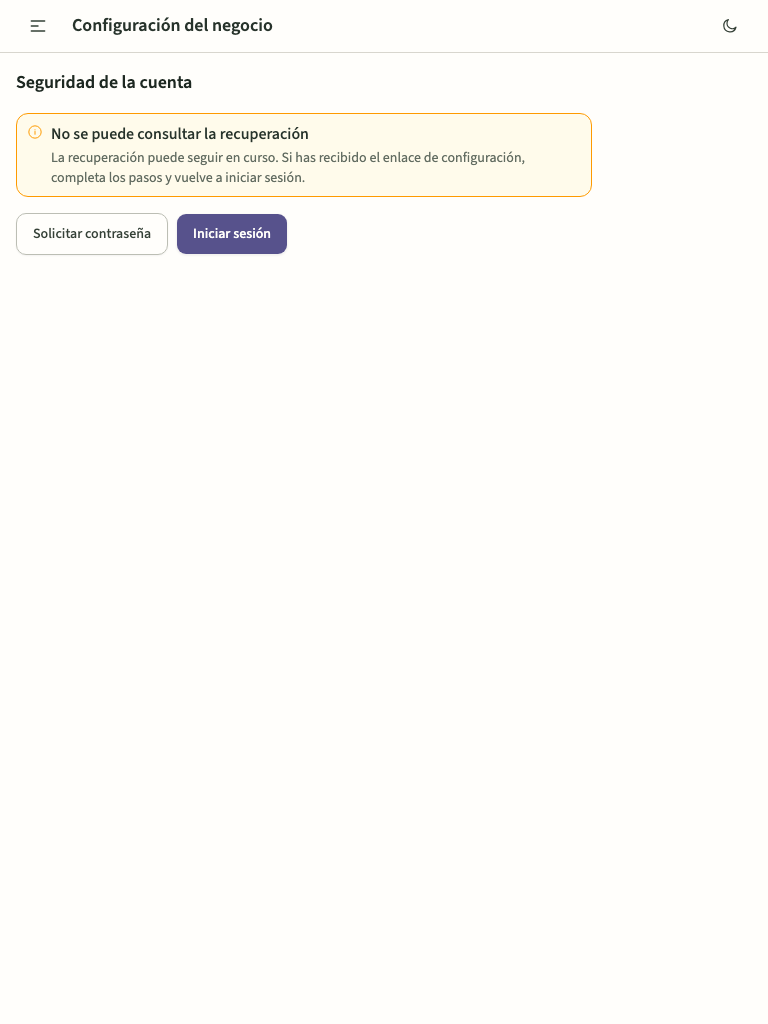 Configuración del negocio
Seguridad de la cuenta
No se puede consultar la recuperación
La recuperación puede seguir en curso. Si has recibido el enlace de configuración,
completa los pasos y vuelve a iniciar sesión.
Solicitar contraseña
Iniciar sesión